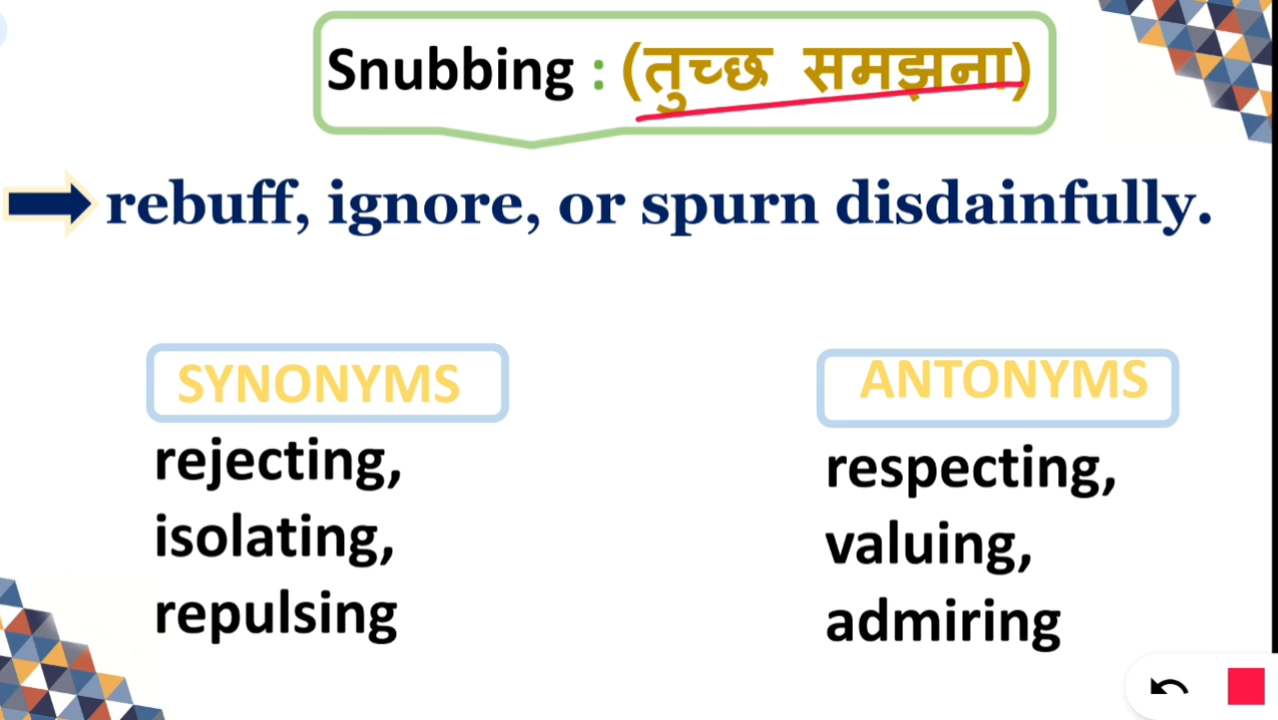 Snubbing : (तुच्छ समझना)
rebuff, ignore, or spurn disdainfully.
SYNONYMS
rejecting,
isolating,
repulsing
ANTONYMS
respecting,
valuing,
admiring